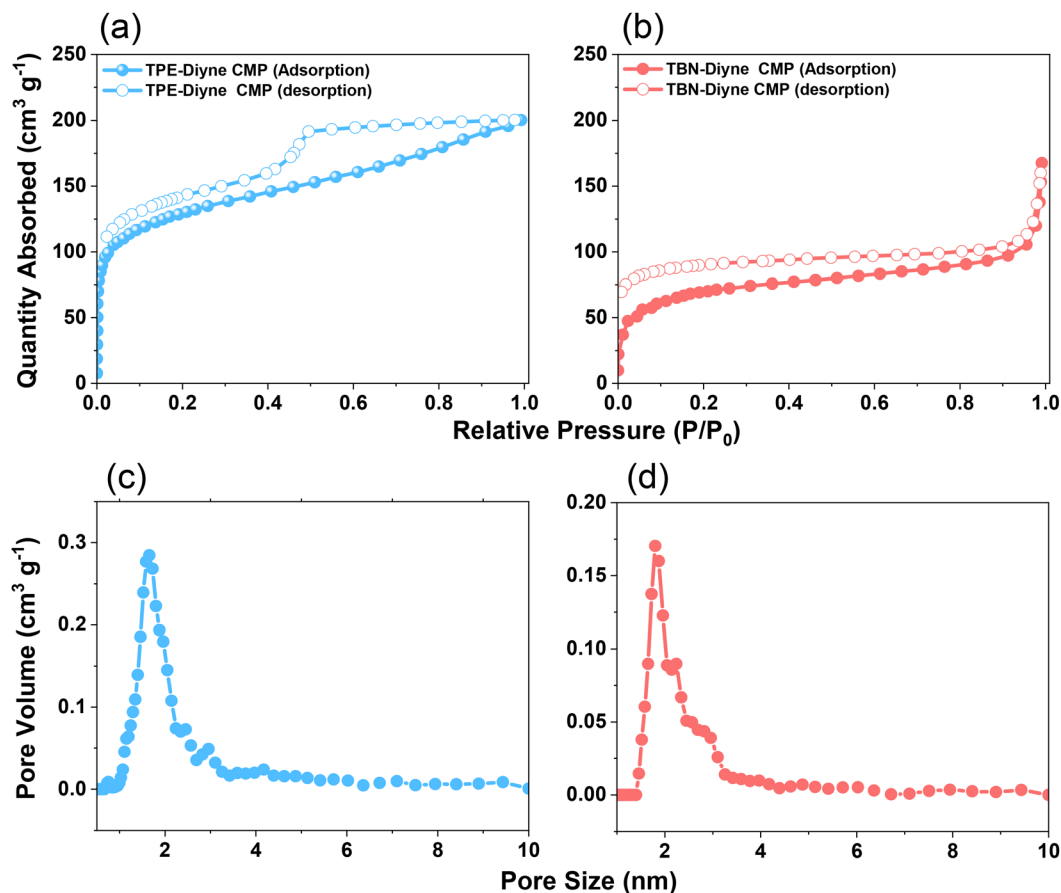 (a)
(b)
Quantity Absorbed (cm³ g⁻¹)
250
200
150
100
50
0
TPE-Diyne CMP (Adsorption)
TPE-Diyne CMP (desorption)
0.0 0.2 0.4 0.6 0.8 1.0
250
200
150
100
50
0
TBN-Diyne CMP (Adsorption)
TBN-Diyne CMP (desorption)
0.0 0.2 0.4 0.6 0.8 1.0
Relative Pressure (P/P₀)
(c)
(d)
Pore Volume (cm³ g⁻¹)
0.3
0.2
0.1
0.0
2 4 6 8 10
0.20
0.15
0.10
0.05
0.00
2 4 6 8 10
Pore Size (nm)